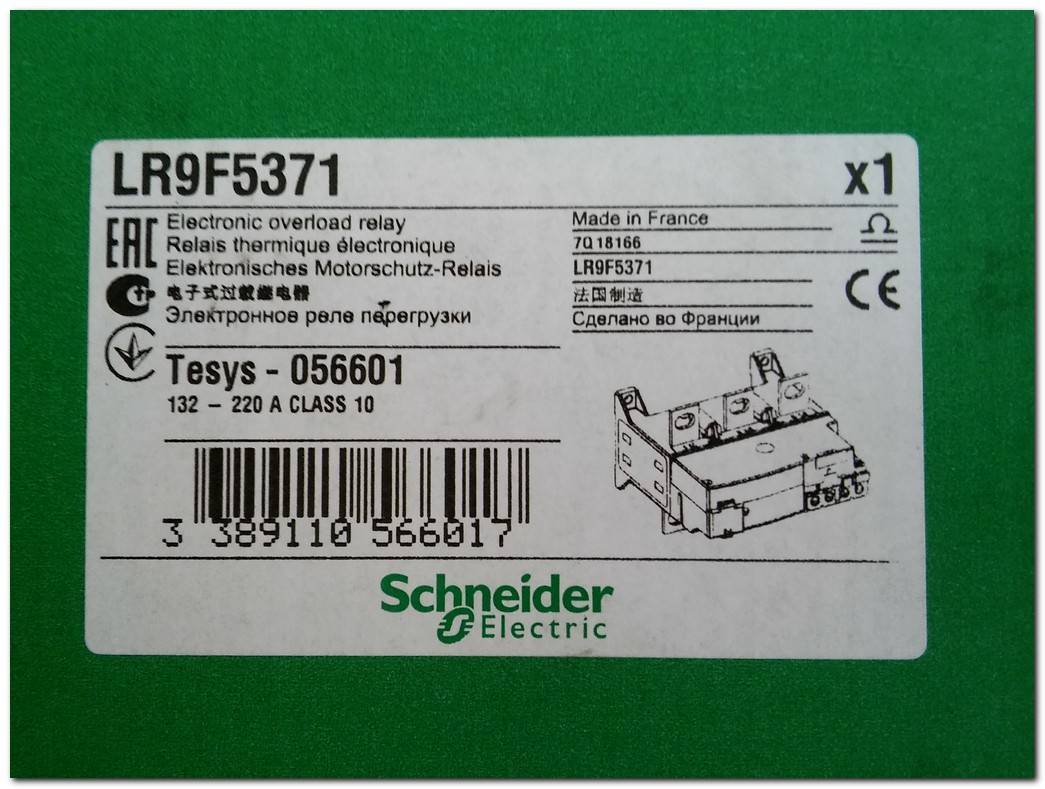 LR9F5371
x1
EAC
Electronic overload relay
Relais thermique électronique
Elektronisches Motorschutz-Relais
电子式过载继电器
Электронное реле перегрузки
Made in France
7Q18166
LR9F5371
法国制造
Сделано во Франции
CE
Tesys - 056601
132 - 220 A CLASS 10
3 389110 566017
Schneider
Electric